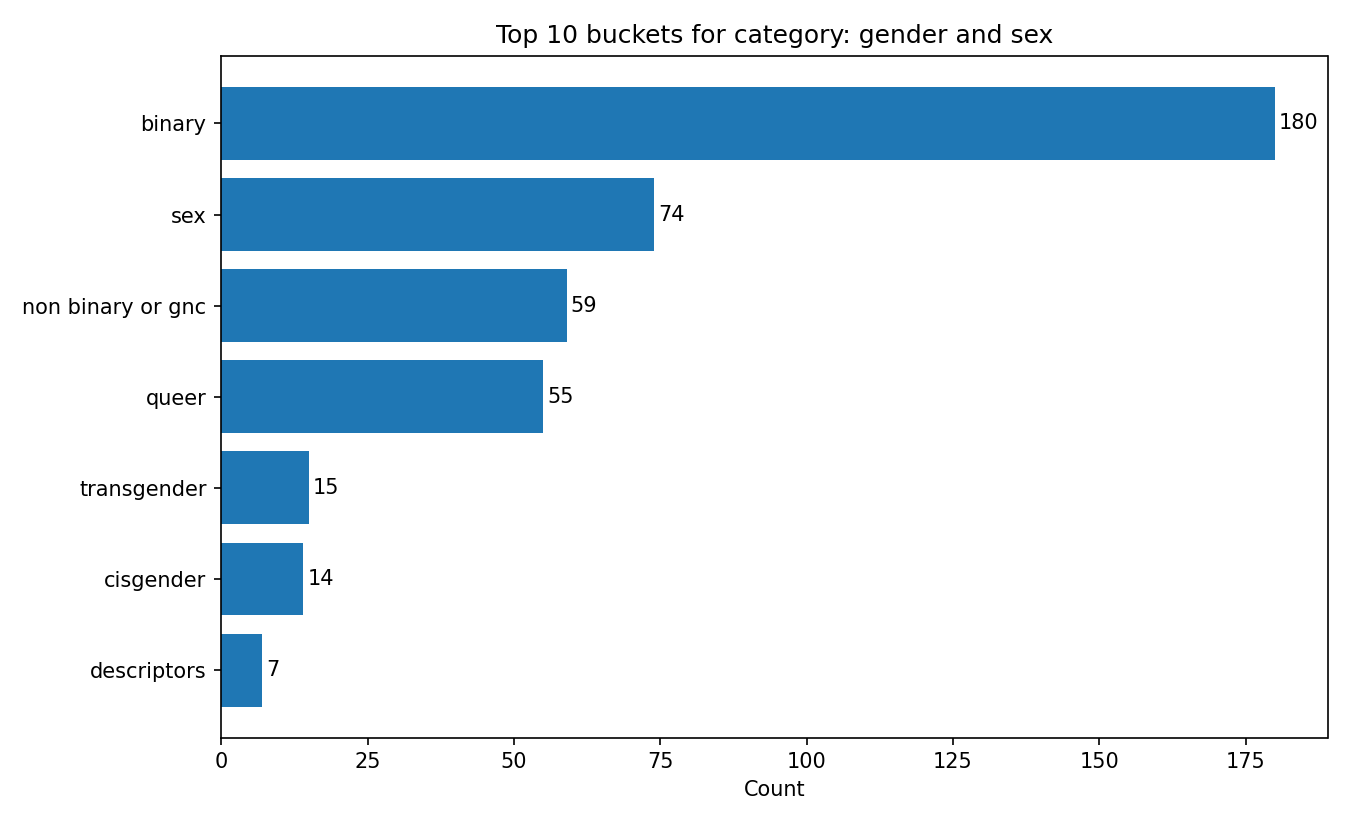 Top 10 buckets for category: gender and sex
binary
180
sex
74
non binary or gnc
59
queer
55
transgender
15
cisgender
14
descriptors
7
0 25 50 75 100 125 150 175
Count